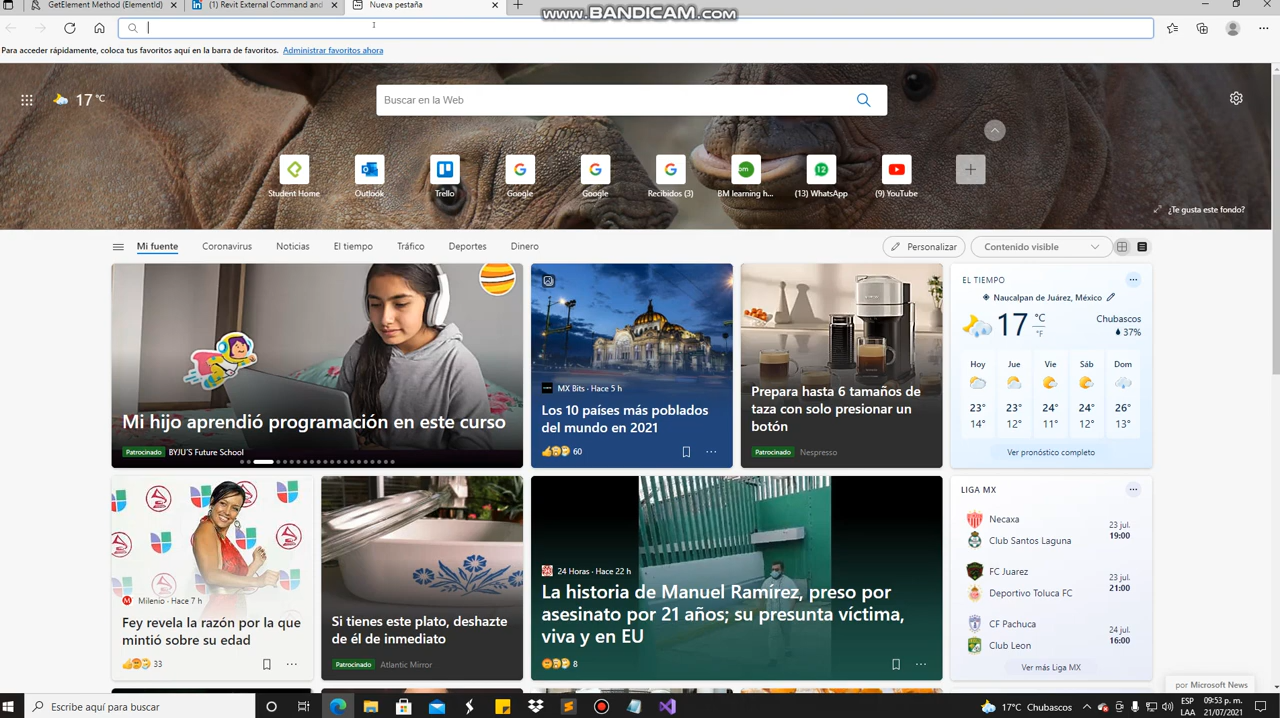 GetElement Method (ElementId)
(1) Revit External Command and
Nueva pestaña
www.BANDICAM.com
Para acceder rápidamente, coloca tus favoritos aquí en la barra de favoritos. Administrar favoritos ahora
17 °C
Buscar en la Web
Student Home
Outlook
Trello
Google
Google
Recibidos (3)
BM learning h...
(13) WhatsApp
(9) YouTube
¿Te gusta este fondo?
Mi fuente
Coronavirus
Noticias
El tiempo
Tráfico
Deportes
Dinero
Personalizar
Contenido visible
Mi hijo aprendió programación en este curso
Patrocinado BYJU'S Future School
MX Bits · Hace 5 h
Los 10 países más poblados
del mundo en 2021
60
Prepara hasta 6 tamaños de
taza con solo presionar un
botón
Patrocinado Nespresso
EL TIEMPO
Naucalpan de Juárez, México
17 °C
°F
Chubascos
37%
Hoy Jue Vie Sáb Dom
23° 23° 24° 24° 26°
14° 12° 11° 12° 13°
Ver pronóstico completo
Milenio · Hace 7 h
Fey revela la razón por la que
mintió sobre su edad
33
Si tienes este plato, deshazte
de él de inmediato
Patrocinado Atlantic Mirror
24 Horas · Hace 22 h
La historia de Manuel Ramírez, preso por
asesinato por 21 años; su presunta víctima,
viva y en EU
8
LIGA MX
Necaxa
Club Santos Laguna
23 jul.
19:00
FC Juarez
Deportivo Toluca FC
23 jul.
21:00
CF Pachuca
Club Leon
24 jul.
16:00
Ver más Liga MX
por Microsoft News
Escribe aquí para buscar
17°C Chubascos
ESP
LAA
09:53 p. m.
21/07/2021